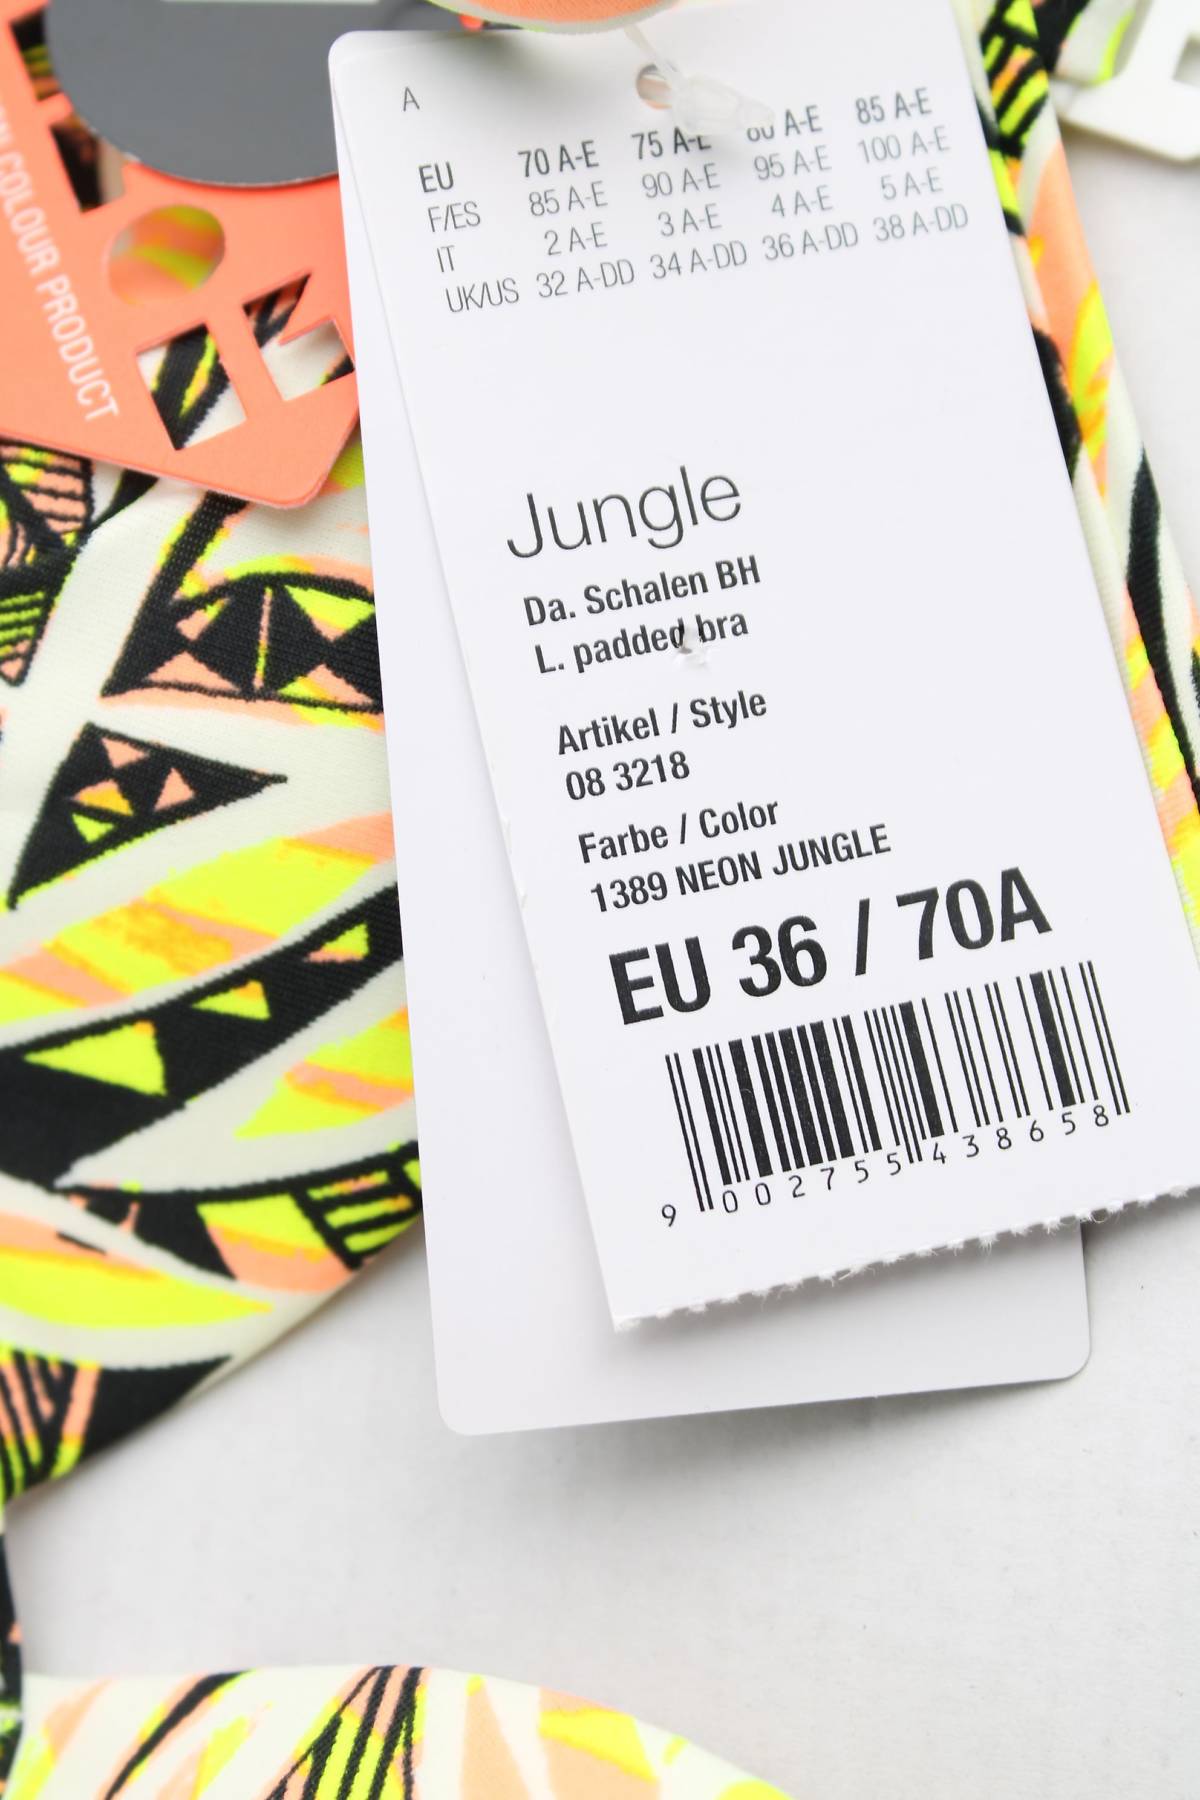 A
EU 70 A-E 75 A-E 80 A-E 85 A-E
F/ES 85 A-E 90 A-E 95 A-E 100 A-E
IT 2 A-E 3 A-E 4 A-E 5 A-E
UK/US 32 A-DD 34 A-DD 36 A-DD 38 A-DD
COLOUR PRODUCT
Jungle
Da. Schalen BH
L. padded bra
Artikel / Style
08 3218
Farbe / Color
1389 NEON JUNGLE
EU 36 / 70A
9 002755 438658